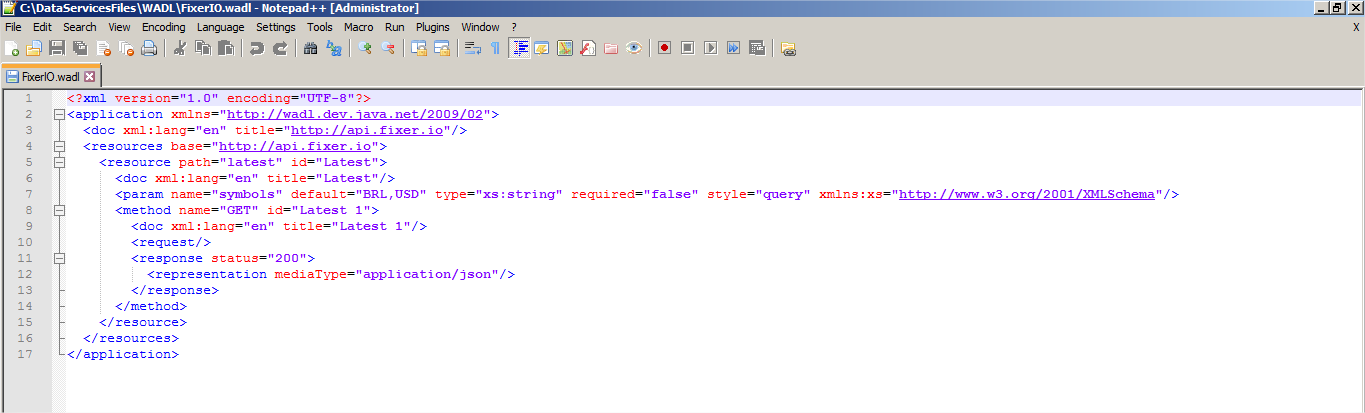 C:\DataServicesFiles\WADL\FixerIO.wadl - Notepad++ [Administrator]
File Edit Search View Encoding Language Settings Tools Macro Run Plugins Window ? X
FixerIO.wadl
1 <?xml version="1.0" encoding="UTF-8"?>
2 <application xmlns="http://wadl.dev.java.net/2009/02">
3 <doc xml:lang="en" title="http://api.fixer.io"/>
4 <resources base="http://api.fixer.io">
5 <resource path="latest" id="Latest">
6 <doc xml:lang="en" title="Latest"/>
7 <param name="symbols" default="BRL,USD" type="xs:string" required="false" style="query" xmlns:xs="http://www.w3.org/2001/XMLSchema"/>
8 <method name="GET" id="Latest 1">
9 <doc xml:lang="en" title="Latest 1"/>
10 <request/>
11 <response status="200">
12 <representation mediaType="application/json"/>
13 </response>
14 </method>
15 </resource>
16 </resources>
17 </application>